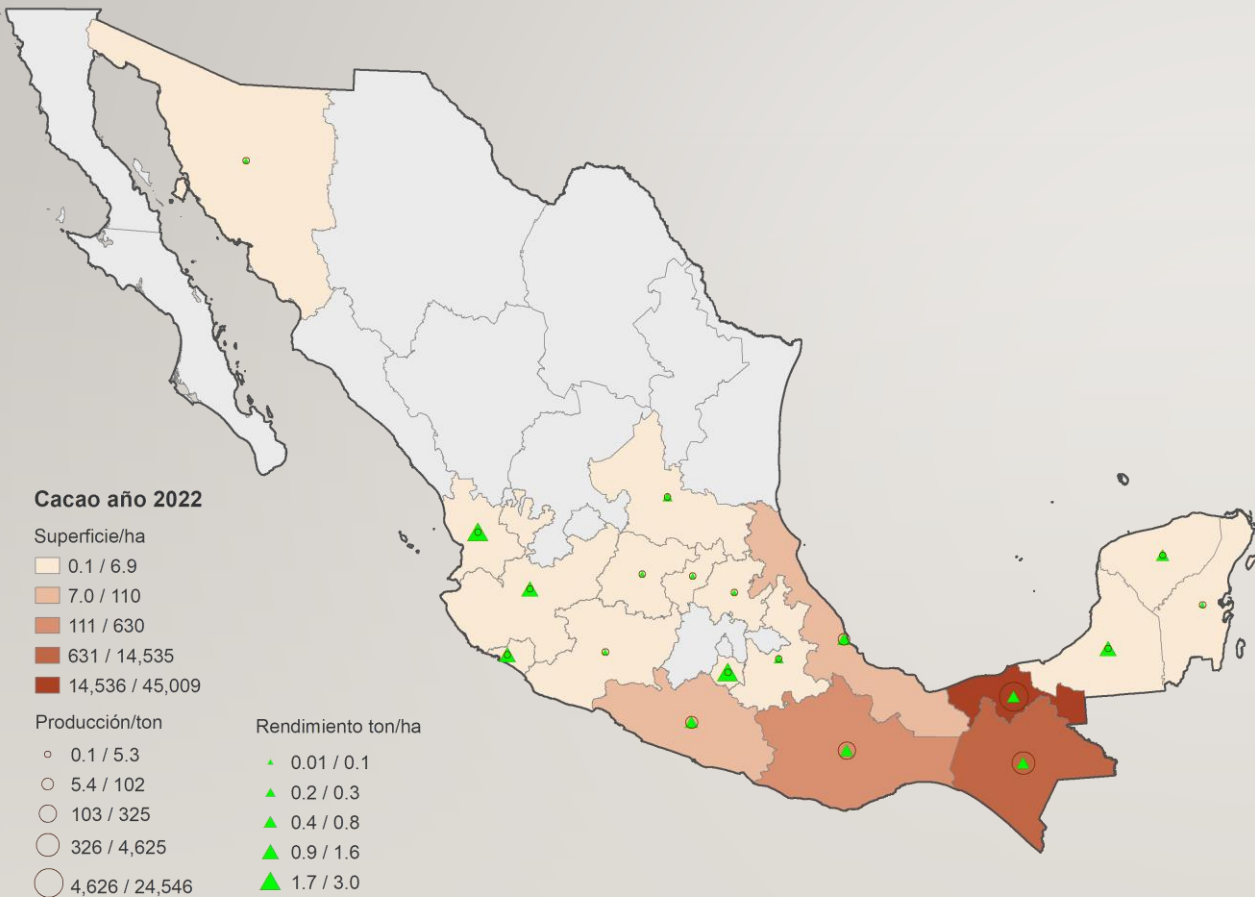 Cacao año 2022
Superficie/ha
0.1 / 6.9
7.0 / 110
111 / 630
631 / 14,535
14,536 / 45,009
Producción/ton
0.1 / 5.3
5.4 / 102
103 / 325
326 / 4,625
4,626 / 24,546
Rendimiento ton/ha
0.01 / 0.1
0.2 / 0.3
0.4 / 0.8
0.9 / 1.6
1.7 / 3.0